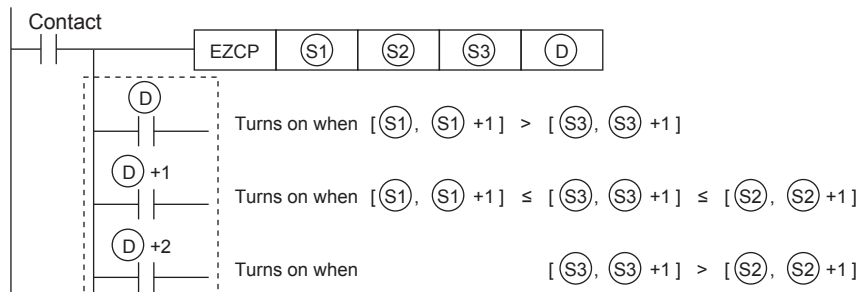 Contact
EZCP S1 S2 S3 D
D
Turns on when [S1, S1 +1] > [S3, S3 +1]
D +1
Turns on when [S1, S1 +1] ≤ [S3, S3 +1] ≤ [S2, S2 +1]
D +2
Turns on when [S3, S3 +1] > [S2, S2 +1]